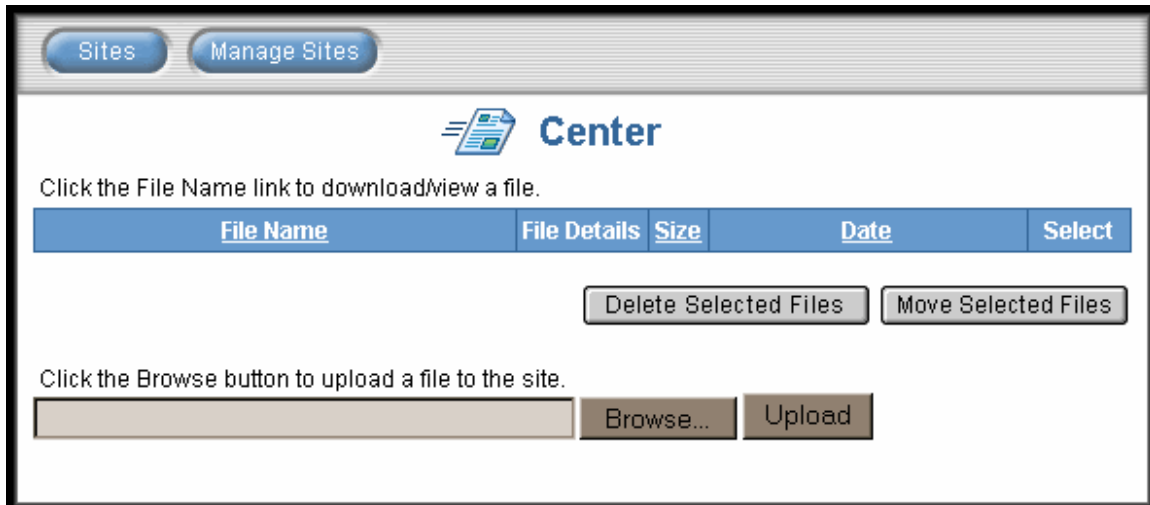 Sites Manage Sites
Center
Click the File Name link to download/view a file.
File Name File Details Size Date Select
Delete Selected Files Move Selected Files
Click the Browse button to upload a file to the site.
Browse... Upload